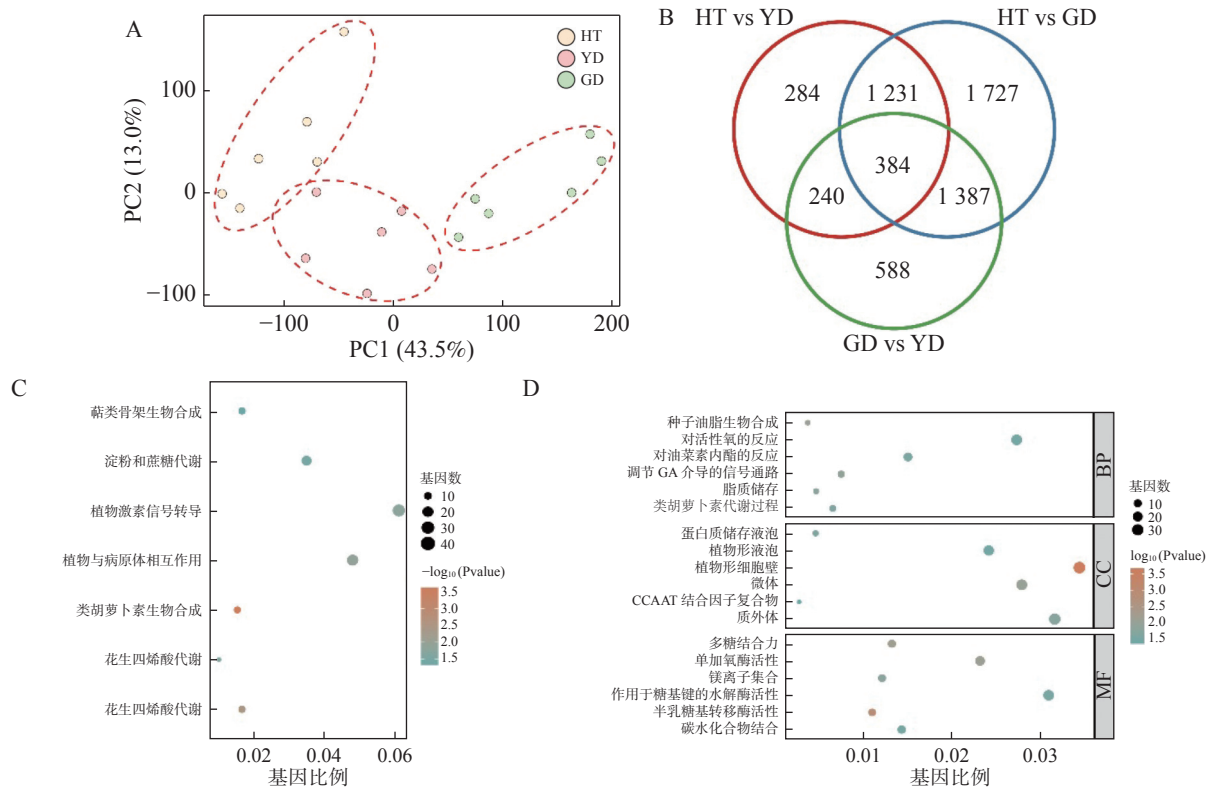 A
HT
YD
GD
100
0
−100
PC2 (13.0%)
−100
0
100
200
PC1 (43.5%)
B
HT vs YD
HT vs GD
284
1 231
1 727
384
240
1 387
588
GD vs YD
C
萜类骨架生物合成
淀粉和蔗糖代谢
植物激素信号转导
植物与病原体相互作用
类胡萝卜素生物合成
花生四烯酸代谢
花生四烯酸代谢
0.02
0.04
0.06
基因比例
基因数
10
20
30
40
−log₁₀ (Pvalue)
3.5
3.0
2.5
2.0
1.5
D
种子油脂生物合成
对活性氧的反应
对油菜素内酯的反应
调节 GA 介导的信号通路
脂质储存
类胡萝卜素代谢过程
BP
蛋白质储存液泡
植物形液泡
植物形细胞壁
微体
CCAAT 结合因子复合物
质外体
CC
多糖结合力
单加氧酶活性
镁离子集合
作用于糖基键的水解酶活性
半乳糖基转移酶活性
碳水化合物结合
MF
0.01
0.02
0.03
基因比例
基因数
10
20
30
log₁₀ (Pvalue)
3.5
3.0
2.5
2.0
1.5